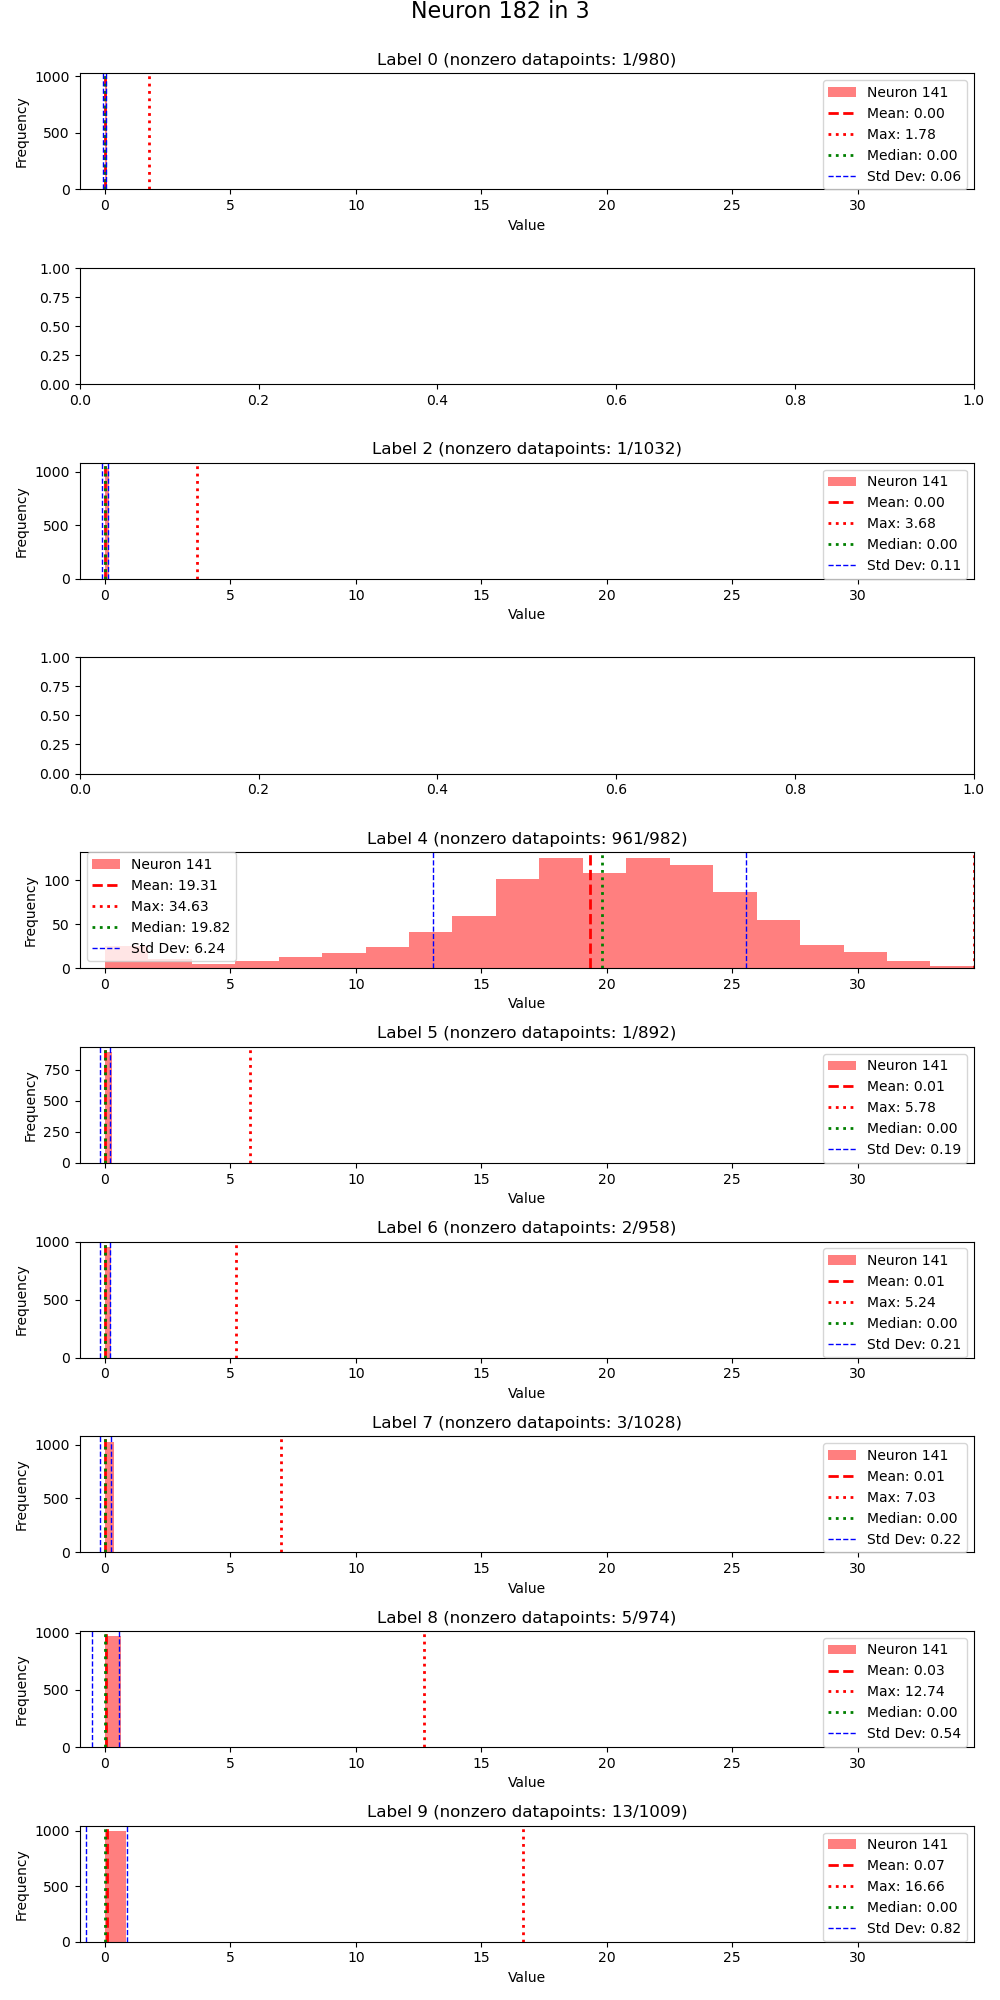 Neuron 182 in 3
Label 0 (nonzero datapoints: 1/980)
1000
500
0
Frequency
Neuron 141
Mean: 0.00
Max: 1.78
Median: 0.00
Std Dev: 0.06
0 5 10 15 20 25 30
Value
1.00
0.75
0.50
0.25
0.00
0.0 0.2 0.4 0.6 0.8 1.0
Label 2 (nonzero datapoints: 1/1032)
1000
500
0
Frequency
Neuron 141
Mean: 0.00
Max: 3.68
Median: 0.00
Std Dev: 0.11
0 5 10 15 20 25 30
Value
1.00
0.75
0.50
0.25
0.00
0.0 0.2 0.4 0.6 0.8 1.0
Label 4 (nonzero datapoints: 961/982)
100
50
0
Frequency
Neuron 141
Mean: 19.31
Max: 34.63
Median: 19.82
Std Dev: 6.24
0 5 10 15 20 25 30
Value
Label 5 (nonzero datapoints: 1/892)
750
500
250
0
Frequency
Neuron 141
Mean: 0.01
Max: 5.78
Median: 0.00
Std Dev: 0.19
0 5 10 15 20 25 30
Value
Label 6 (nonzero datapoints: 2/958)
1000
500
0
Frequency
Neuron 141
Mean: 0.01
Max: 5.24
Median: 0.00
Std Dev: 0.21
0 5 10 15 20 25 30
Value
Label 7 (nonzero datapoints: 3/1028)
1000
500
0
Frequency
Neuron 141
Mean: 0.01
Max: 7.03
Median: 0.00
Std Dev: 0.22
0 5 10 15 20 25 30
Value
Label 8 (nonzero datapoints: 5/974)
1000
500
0
Frequency
Neuron 141
Mean: 0.03
Max: 12.74
Median: 0.00
Std Dev: 0.54
0 5 10 15 20 25 30
Value
Label 9 (nonzero datapoints: 13/1009)
1000
500
0
Frequency
Neuron 141
Mean: 0.07
Max: 16.66
Median: 0.00
Std Dev: 0.82
0 5 10 15 20 25 30
Value